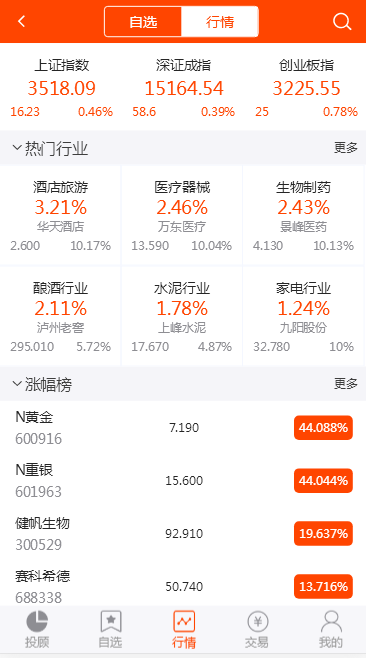 自选 行情
上证指数 深证成指 创业板指
3518.09 15164.54 3225.55
16.23 0.46% 58.6 0.39% 25 0.78%
热门行业 更多
酒店旅游 医疗器械 生物制药
3.21% 2.46% 2.43%
华天酒店 万东医疗 景峰医药
2.600 10.17% 13.590 10.04% 4.130 10.13%
酿酒行业 水泥行业 家电行业
2.11% 1.78% 1.24%
泸州老窖 上峰水泥 九阳股份
295.010 5.72% 17.670 4.87% 32.780 10%
涨幅榜 更多
N黄金
7.190 44.088%
600916
N重银
15.600 44.044%
601963
健帆生物
92.910 19.637%
300529
赛科希德
50.740 13.716%
688338
投顾 自选 行情 交易 我的